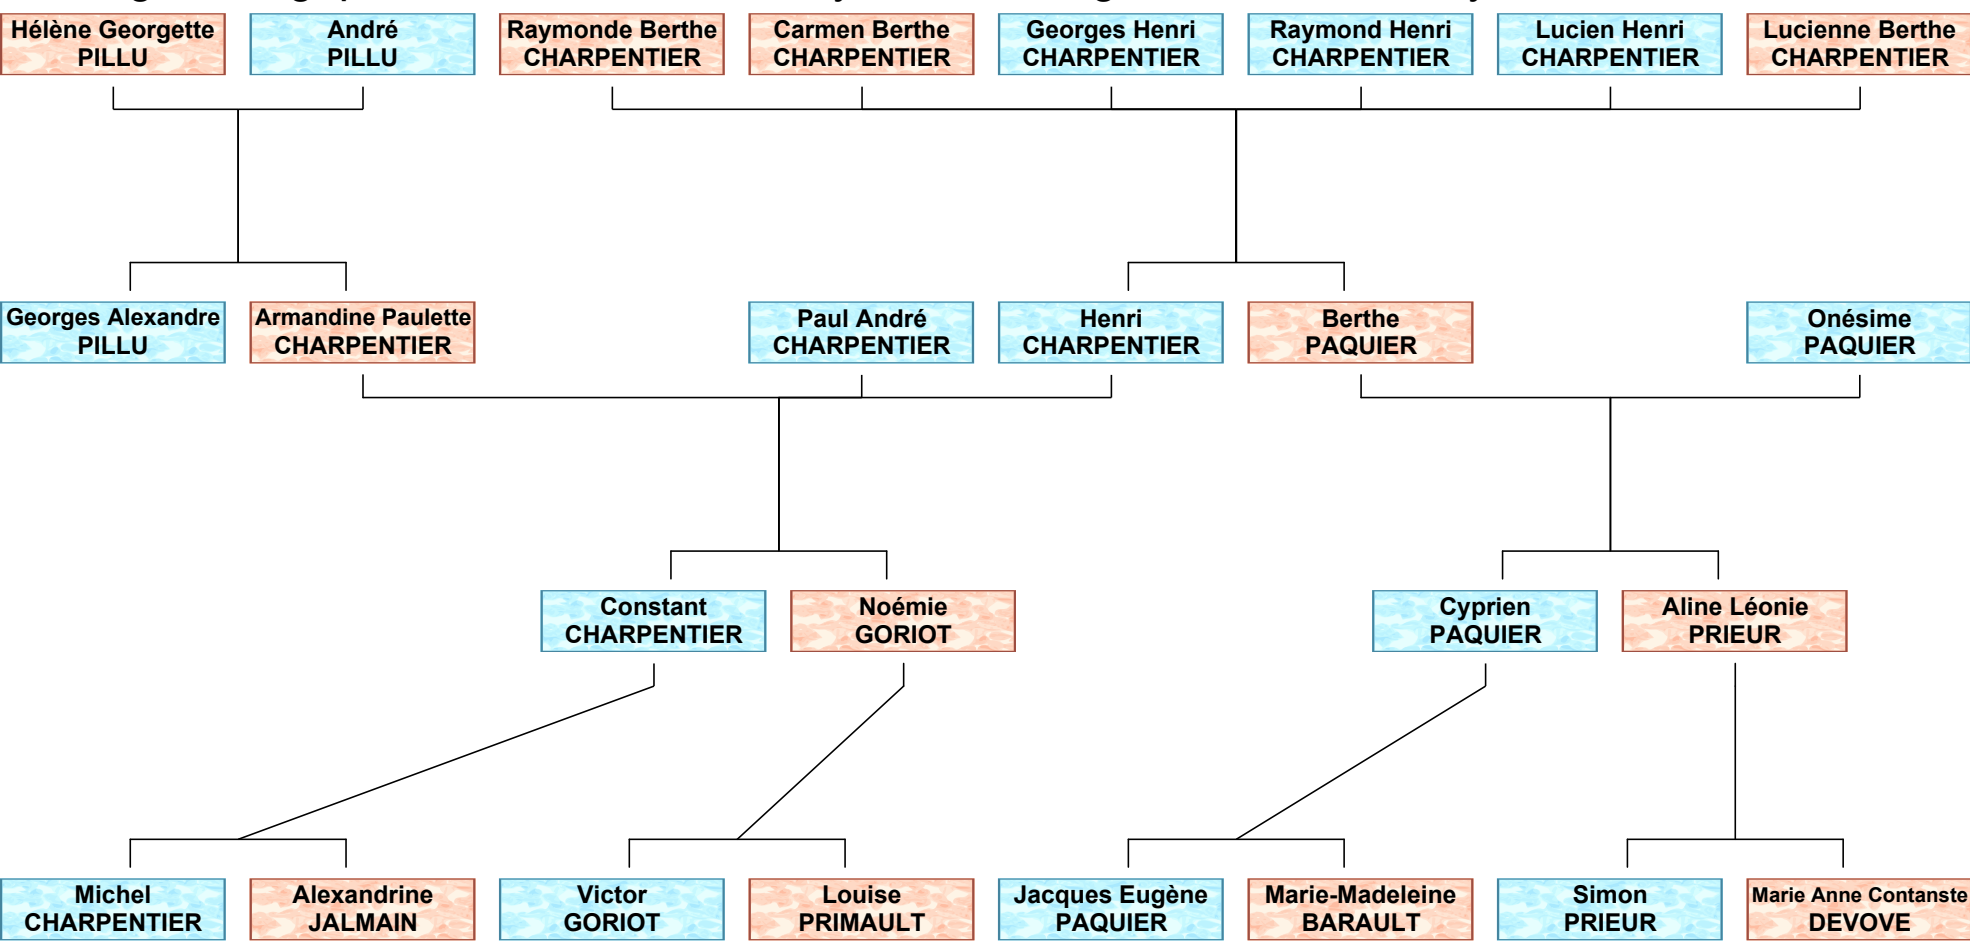 Hélène Georgette
PILLU
André
PILLU
Raymonde Berthe
CHARPENTIER
Carmen Berthe
CHARPENTIER
Georges Henri
CHARPENTIER
Raymond Henri
CHARPENTIER
Lucien Henri
CHARPENTIER
Lucienne Berthe
CHARPENTIER
Georges Alexandre
PILLU
Armandine Paulette
CHARPENTIER
Paul André
CHARPENTIER
Henri
CHARPENTIER
Berthe
PAQUIER
Onésime
PAQUIER
Constant
CHARPENTIER
Noémie
GORIOT
Cyprien
PAQUIER
Aline Léonie
PRIEUR
Michel
CHARPENTIER
Alexandrine
JALMAIN
Victor
GORIOT
Louise
PRIMAULT
Jacques Eugène
PAQUIER
Marie-Madeleine
BARAULT
Simon
PRIEUR
Marie Anne Contanste
DEVOVE